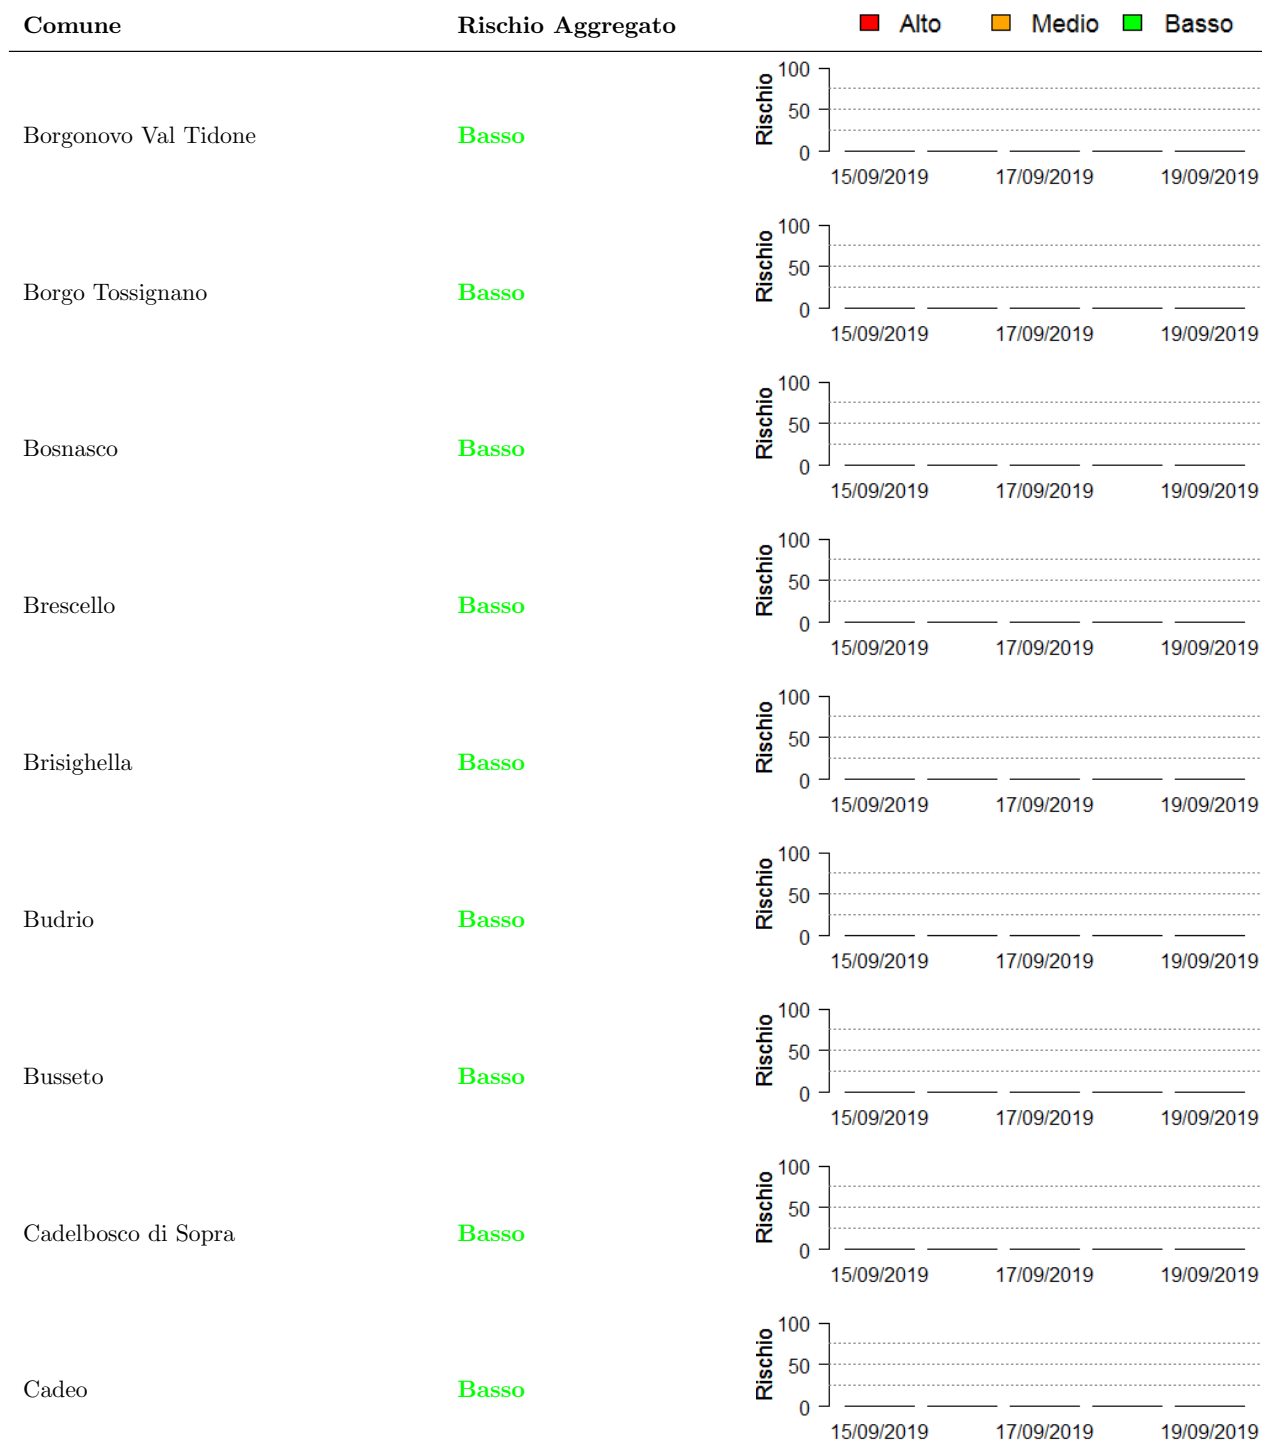 Comune Rischio Aggregato Alto Medio Basso
Borgonovo Val Tidone Basso
Rischio
100
50
0
15/09/2019 17/09/2019 19/09/2019
Borgo Tossignano Basso
Rischio
100
50
0
15/09/2019 17/09/2019 19/09/2019
Bosnasco Basso
Rischio
100
50
0
15/09/2019 17/09/2019 19/09/2019
Brescello Basso
Rischio
100
50
0
15/09/2019 17/09/2019 19/09/2019
Brisighella Basso
Rischio
100
50
0
15/09/2019 17/09/2019 19/09/2019
Budrio Basso
Rischio
100
50
0
15/09/2019 17/09/2019 19/09/2019
Busseto Basso
Rischio
100
50
0
15/09/2019 17/09/2019 19/09/2019
Cadelbosco di Sopra Basso
Rischio
100
50
0
15/09/2019 17/09/2019 19/09/2019
Cadeo Basso
Rischio
100
50
0
15/09/2019 17/09/2019 19/09/2019